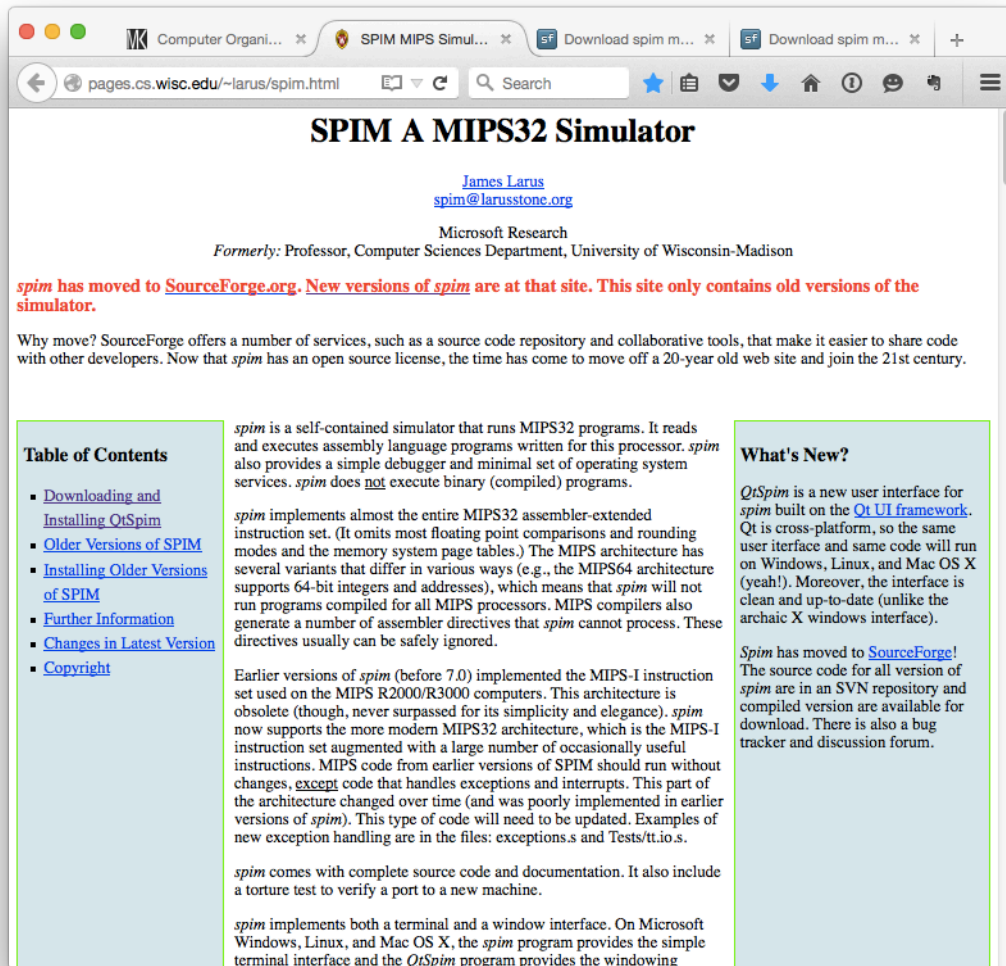 Computer Organi...
SPIM MIPS Simul...
sf Download spim m...
sf Download spim m...
pages.cs.wisc.edu/~larus/spim.html
Search
SPIM A MIPS32 Simulator
James Larus
spim@larusstone.org
Microsoft Research
Formerly: Professor, Computer Sciences Department, University of Wisconsin-Madison
spim has moved to SourceForge.org. New versions of spim are at that site. This site only contains old versions of the
simulator.
Why move? SourceForge offers a number of services, such as a source code repository and collaborative tools, that make it easier to share code
with other developers. Now that spim has an open source license, the time has come to move off a 20-year old web site and join the 21st century.
Table of Contents
Downloading and
Installing QtSpim
Older Versions of SPIM
Installing Older Versions
of SPIM
Further Information
Changes in Latest Version
Copyright
spim is a self-contained simulator that runs MIPS32 programs. It reads
and executes assembly language programs written for this processor. spim
also provides a simple debugger and minimal set of operating system
services. spim does not execute binary (compiled) programs.
spim implements almost the entire MIPS32 assembler-extended
instruction set. (It omits most floating point comparisons and rounding
modes and the memory system page tables.) The MIPS architecture has
several variants that differ in various ways (e.g., the MIPS64 architecture
supports 64-bit integers and addresses), which means that spim will not
run programs compiled for all MIPS processors. MIPS compilers also
generate a number of assembler directives that spim cannot process. These
directives usually can be safely ignored.
Earlier versions of spim (before 7.0) implemented the MIPS-I instruction
set used on the MIPS R2000/R3000 computers. This architecture is
obsolete (though, never surpassed for its simplicity and elegance). spim
now supports the more modern MIPS32 architecture, which is the MIPS-I
instruction set augmented with a large number of occasionally useful
instructions. MIPS code from earlier versions of SPIM should run without
changes, except code that handles exceptions and interrupts. This part of
the architecture changed over time (and was poorly implemented in earlier
versions of spim). This type of code will need to be updated. Examples of
new exception handling are in the files: exceptions.s and Tests/tt.io.s.
spim comes with complete source code and documentation. It also include
a torture test to verify a port to a new machine.
spim implements both a terminal and a window interface. On Microsoft
Windows, Linux, and Mac OS X, the spim program provides the simple
terminal interface and the QtSpim program provides the windowing
What's New?
QtSpim is a new user interface for
spim built on the Qt UI framework.
Qt is cross-platform, so the same
user iterface and same code will run
on Windows, Linux, and Mac OS X
(yeah!). Moreover, the interface is
clean and up-to-date (unlike the
archaic X windows interface).
Spim has moved to SourceForge!
The source code for all version of
spim are in an SVN repository and
compiled version are available for
download. There is also a bug
tracker and discussion forum.